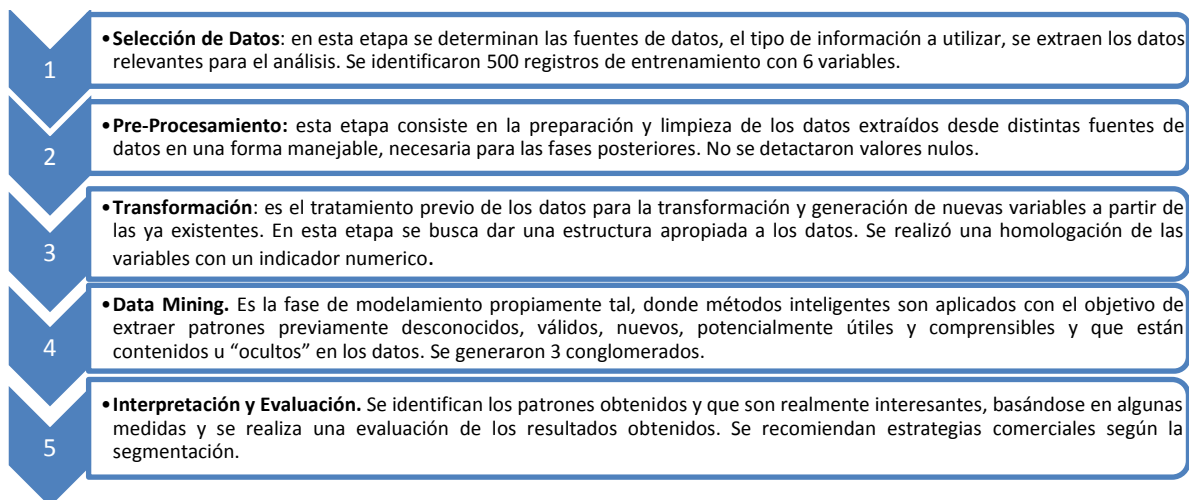 1
•Selección de Datos: en esta etapa se determinan las fuentes de datos, el tipo de información a utilizar, se extraen los datos
relevantes para el análisis. Se identificaron 500 registros de entrenamiento con 6 variables.
2
•Pre-Procesamiento: esta etapa consiste en la preparación y limpieza de los datos extraídos desde distintas fuentes de
datos en una forma manejable, necesaria para las fases posteriores. No se detactaron valores nulos.
3
•Transformación: es el tratamiento previo de los datos para la transformación y generación de nuevas variables a partir de
las ya existentes. En esta etapa se busca dar una estructura apropiada a los datos. Se realizó una homologación de las
variables con un indicador numerico.
4
•Data Mining. Es la fase de modelamiento propiamente tal, donde métodos inteligentes son aplicados con el objetivo de
extraer patrones previamente desconocidos, válidos, nuevos, potencialmente útiles y comprensibles y que están
contenidos u “ocultos” en los datos. Se generaron 3 conglomerados.
5
•Interpretación y Evaluación. Se identifican los patrones obtenidos y que son realmente interesantes, basándose en algunas
medidas y se realiza una evaluación de los resultados obtenidos. Se recomiendan estrategias comerciales según la
segmentación.